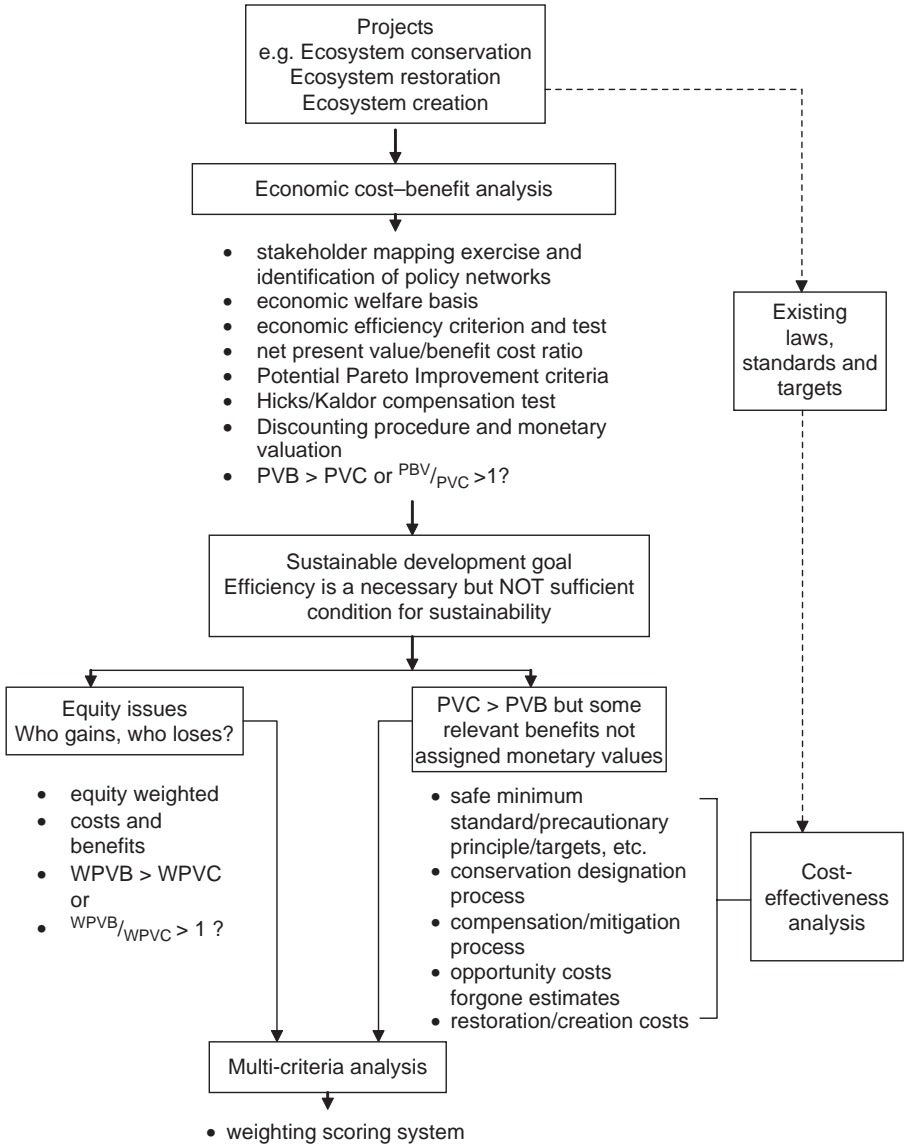 Projects
e.g. Ecosystem conservation
Ecosystem restoration
Ecosystem creation
Economic cost–benefit analysis
• stakeholder mapping exercise and
identification of policy networks
• economic welfare basis
• economic efficiency criterion and test
• net present value/benefit cost ratio
• Potential Pareto Improvement criteria
• Hicks/Kaldor compensation test
• Discounting procedure and monetary
valuation
• PVB > PVC or PBV/PVC >1?
Existing
laws,
standards and
targets
Sustainable development goal
Efficiency is a necessary but NOT sufficient
condition for sustainability
Equity issues
Who gains, who loses?
• equity weighted
• costs and
benefits
• WPVB > WPVC
or
• WPVB/WPVC > 1 ?
PVC > PVB but some
relevant benefits not
assigned monetary values
• safe minimum
standard/precautionary
principle/targets, etc.
• conservation designation
process
• compensation/mitigation
process
• opportunity costs
forgone estimates
• restoration/creation costs
Cost-
effectiveness
analysis
Multi-criteria analysis
• weighting scoring system